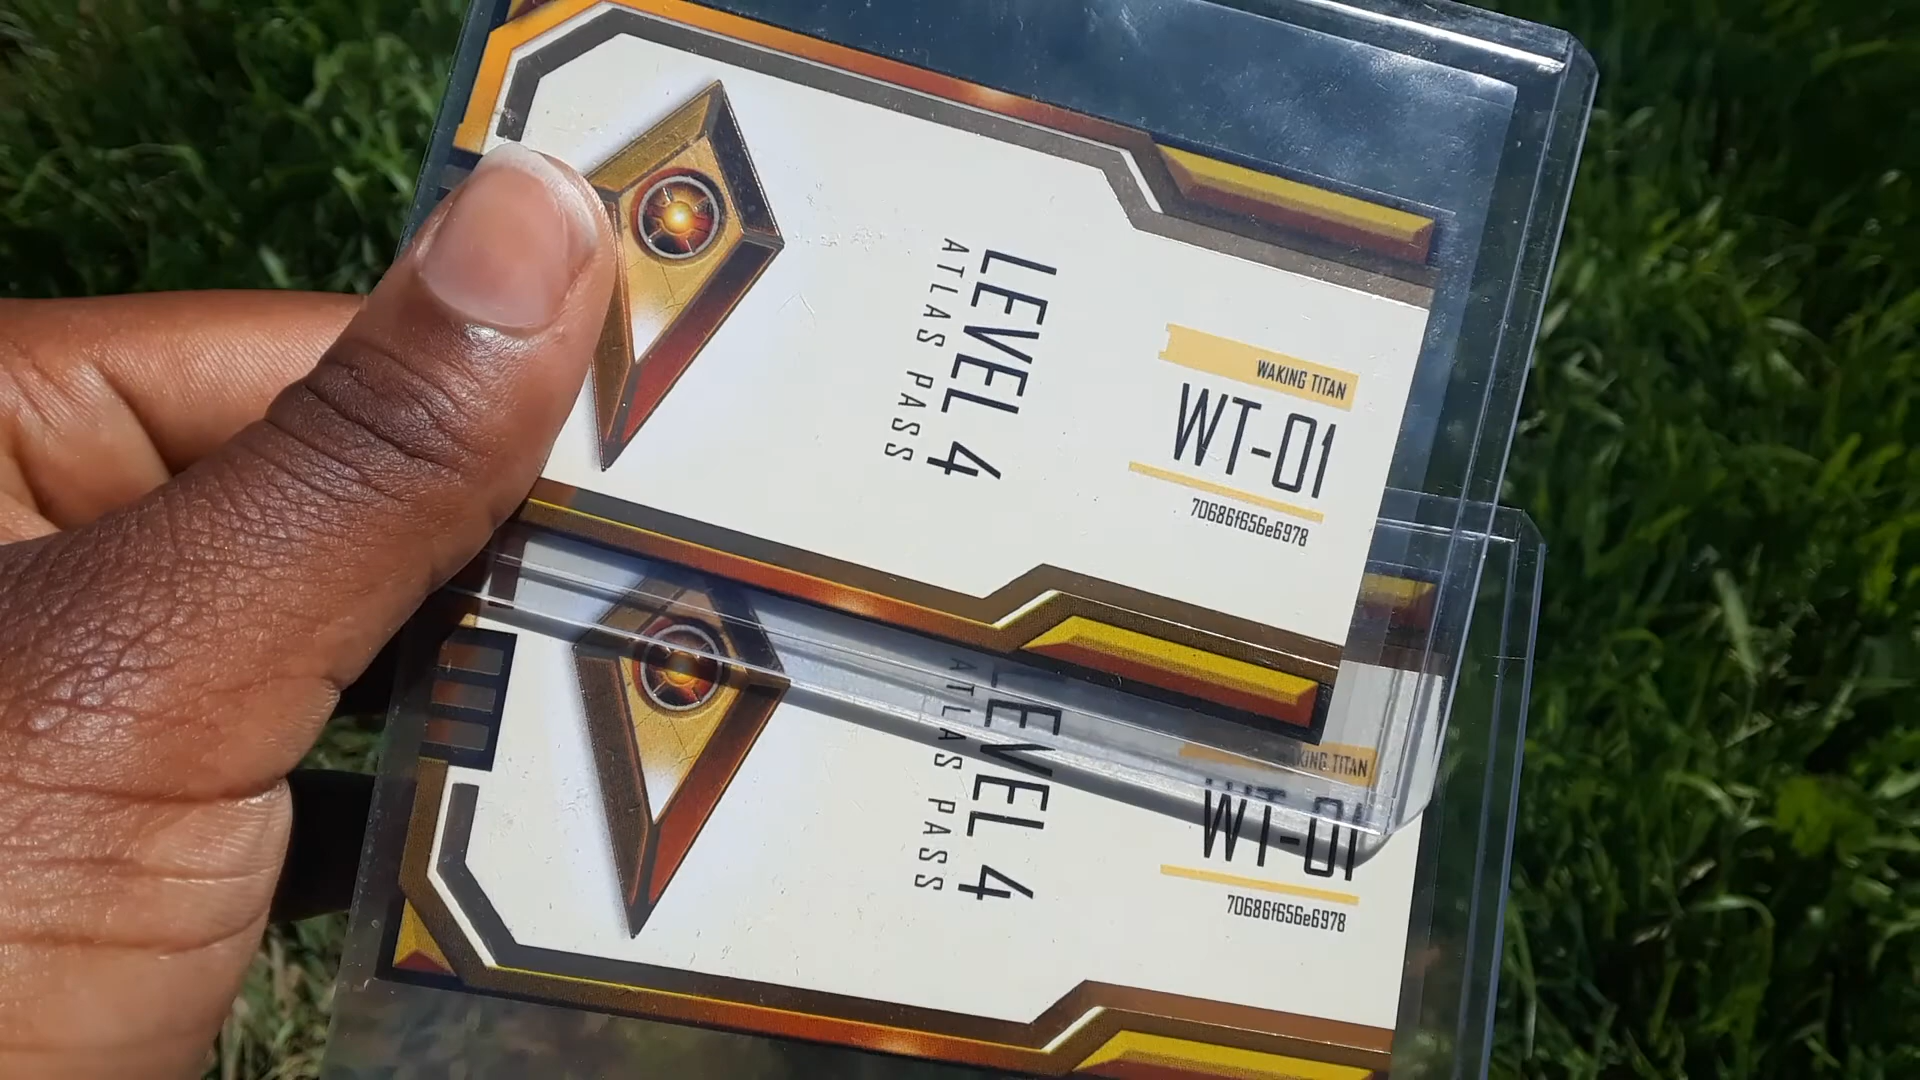 LEVEL 4
ATLAS PASS
WAKING TITAN
WT-01
70686f656e6978
LEVEL 4
ATLAS PASS
WAKING TITAN
WT-01
70686f656e6978